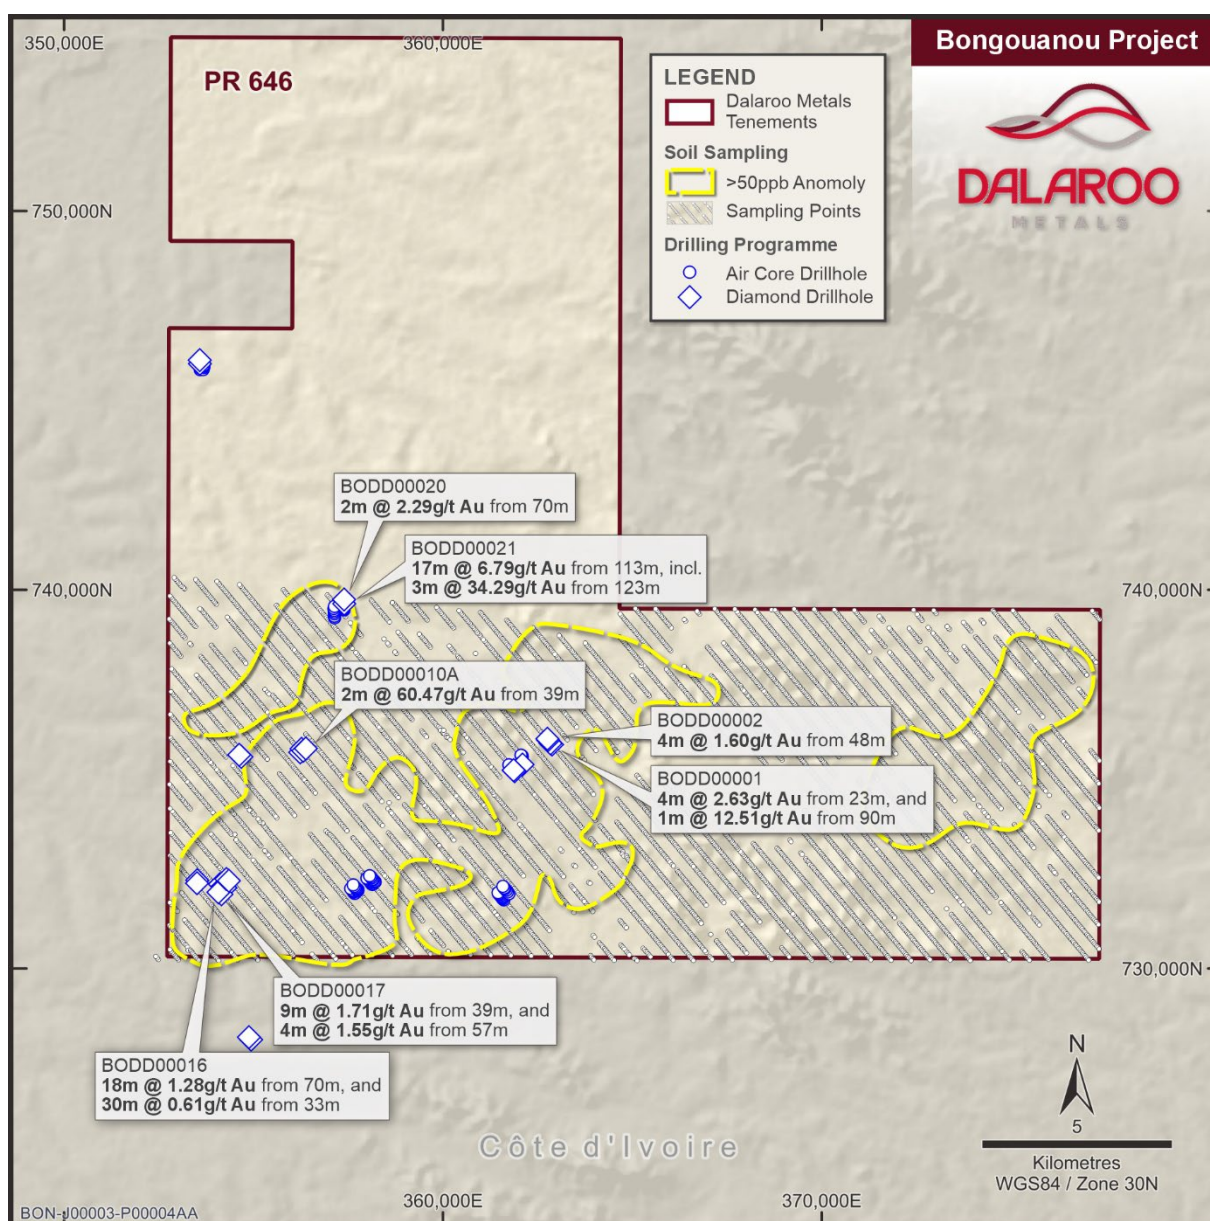 350,000E
360,000E
Bongouanou Project
PR 646
LEGEND
Dalaroo Metals
Tenements
Soil Sampling
>50ppb Anomoly
Sampling Points
Drilling Programme
Air Core Drillhole
Diamond Drillhole
DALAROO
METALS
750,000N
BODD00020
2m @ 2.29g/t Au from 70m
BODD00021
17m @ 6.79g/t Au from 113m, incl.
3m @ 34.29g/t Au from 123m
740,000N
740,000N
BODD00010A
2m @ 60.47g/t Au from 39m
BODD00002
4m @ 1.60g/t Au from 48m
BODD00001
4m @ 2.63g/t Au from 23m, and
1m @ 12.51g/t Au from 90m
730,000N
BODD00017
9m @ 1.71g/t Au from 39m, and
4m @ 1.55g/t Au from 57m
BODD00016
18m @ 1.28g/t Au from 70m, and
30m @ 0.61g/t Au from 33m
N
5
Kilometres
WGS84 / Zone 30N
Côte d'Ivoire
360,000E
370,000E
BON-J00003-P00004AA